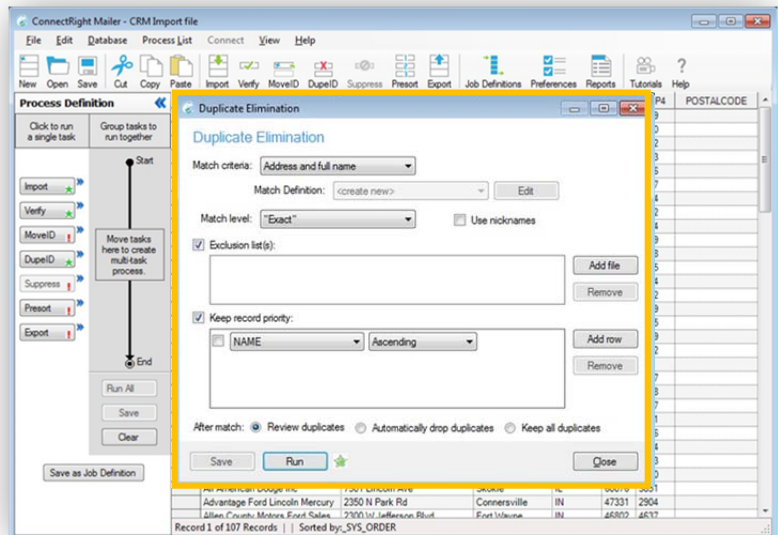 ConnectRight Mailer - CRM Import file
File Edit Database Process List Connect View Help
New Open Save Cut Copy Paste Import Verify MoveID DupeID Suppress Presort Export Job Definitions Preferences Reports Tutorials Help
Process Definition
P4 POSTALCODE
Click to run
a single task
Group tasks to
run together
Start
Import
Verify
MoveID
DupeID
Suppress
Presort
Export
Move tasks
here to create
multi-task
process.
End
Run All
Save
Clear
Save as Job Definition
Duplicate Elimination
Duplicate Elimination
Match criteria: Address and full name
Match Definition: <create new> Edit
Match level: "Exact" Use nicknames
Exclusion list(s):
Add file
Remove
Keep record priority:
NAME Ascending Add row
Remove
After match: Review duplicates Automatically drop duplicates Keep all duplicates
Save Run Close
Advantage Ford Lincoln Mercury 2350 N Park Rd Connersville IN 47331 2904
Allen County Motors Ford Sales 2300 W Jefferson Blvd Fort Wayne IN 46802 4637
Record 1 of 107 Records | | Sorted by:_SYS_ORDER